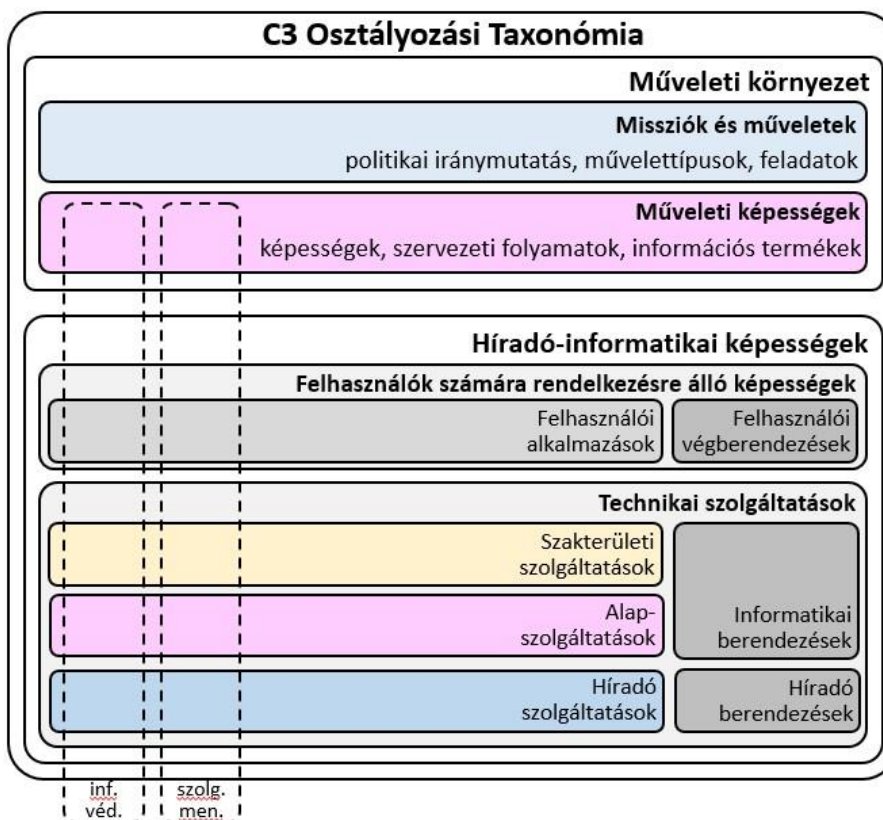 C3 Osztályozási Taxonómia
Műveleti környezet
Missziók és műveletek
politikai iránymutatás, művelettípusok, feladatok
Műveleti képességek
képességek, szervezeti folyamatok, információs termékek
Híradó-informatikai képességek
Felhasználók számára rendelkezésre álló képességek
Felhasználói
alkalmazások
Felhasználói
végberendezések
Technikai szolgáltatások
Szakterületi
szolgáltatások
Alap-
szolgáltatások
Informatikai
berendezések
Híradó
szolgáltatások
Híradó
berendezések
inf.
véd.
szolg.
men.